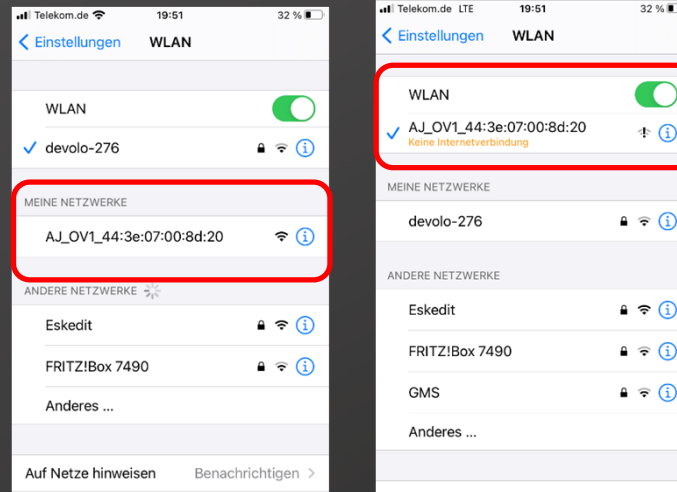 Telekom.de 19:51 32 %
Einstellungen WLAN
WLAN
devolo-276
MEINE NETZWERKE
AJ_OV1_44:3e:07:00:8d:20
ANDERE NETZWERKE
Eskedit
FRITZ!Box 7490
Anderes ...
Auf Netze hinweisen Benachrichtigen
Telekom.de LTE 19:51 32 %
Einstellungen WLAN
WLAN
AJ_OV1_44:3e:07:00:8d:20
Keine Internetverbindung
MEINE NETZWERKE
devolo-276
ANDERE NETZWERKE
Eskedit
FRITZ!Box 7490
GMS
Anderes ...